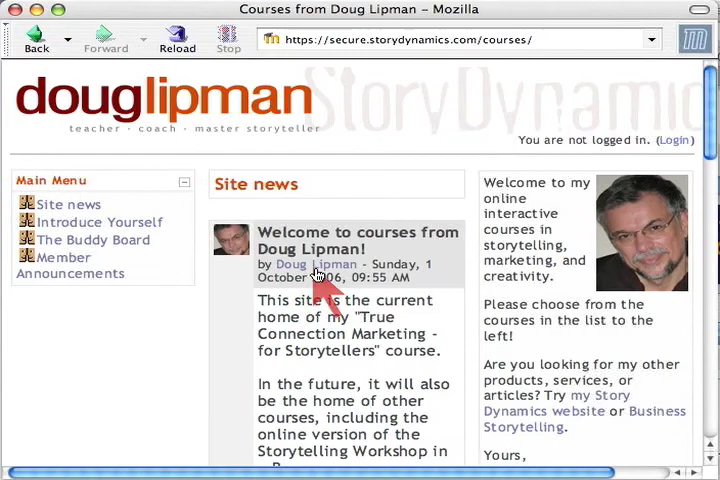 Courses from Doug Lipman – Mozilla
Back
Forward
Reload
Stop
https://secure.storydynamics.com/courses/
douglipman
StoryDynamic
teacher · coach · master storyteller
You are not logged in. (Login)
Main Menu
Site news
Introduce Yourself
The Buddy Board
Member
Announcements
Site news
Welcome to courses from
Doug Lipman!
by Doug Lipman - Sunday, 1
October 2006, 09:55 AM
This site is the current
home of my "True
Connection Marketing -
for Storytellers" course.
In the future, it will also
be the home of other
courses, including the
online version of the
Storytelling Workshop in
Welcome to my
online
interactive
courses in
storytelling,
marketing, and
creativity.
Please choose from the
courses in the list to the
left!
Are you looking for my other
products, services, or
articles? Try my Story
Dynamics website or Business
Storytelling.
Yours,